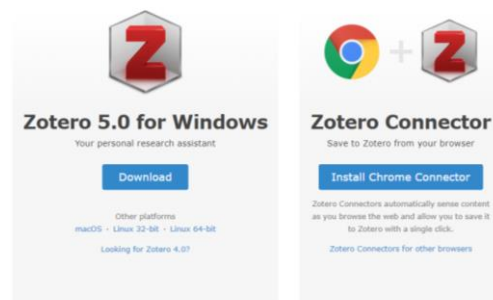 Z
Zotero 5.0 for Windows
Your personal research assistant
Download
Other platforms
macOS · Linux 32-bit · Linux 64-bit
Looking for Zotero 4.0?
+ Z
Zotero Connector
Save to Zotero from your browser
Install Chrome Connector
Zotero Connectors automatically sense content
as you browse the web and allow you to save it
to Zotero with a single click.
Zotero Connectors for other browsers